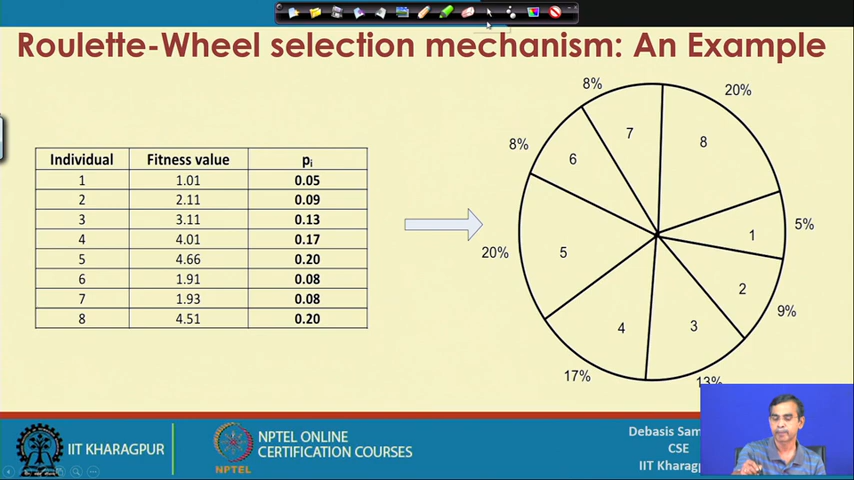 Roulette-Wheel selection mechanism: An Example
Individual Fitness value pi
1 1.01 0.05
2 2.11 0.09
3 3.11 0.13
4 4.01 0.17
5 4.66 0.20
6 1.91 0.08
7 1.93 0.08
8 4.51 0.20
8%
20%
7
8
8%
6
5%
1
20%
5
2
9%
4
3
17%
13%
IIT KHARAGPUR
NPTEL
NPTEL ONLINE
CERTIFICATION COURSES
Debasis Sam
CSE
IIT Kharagp